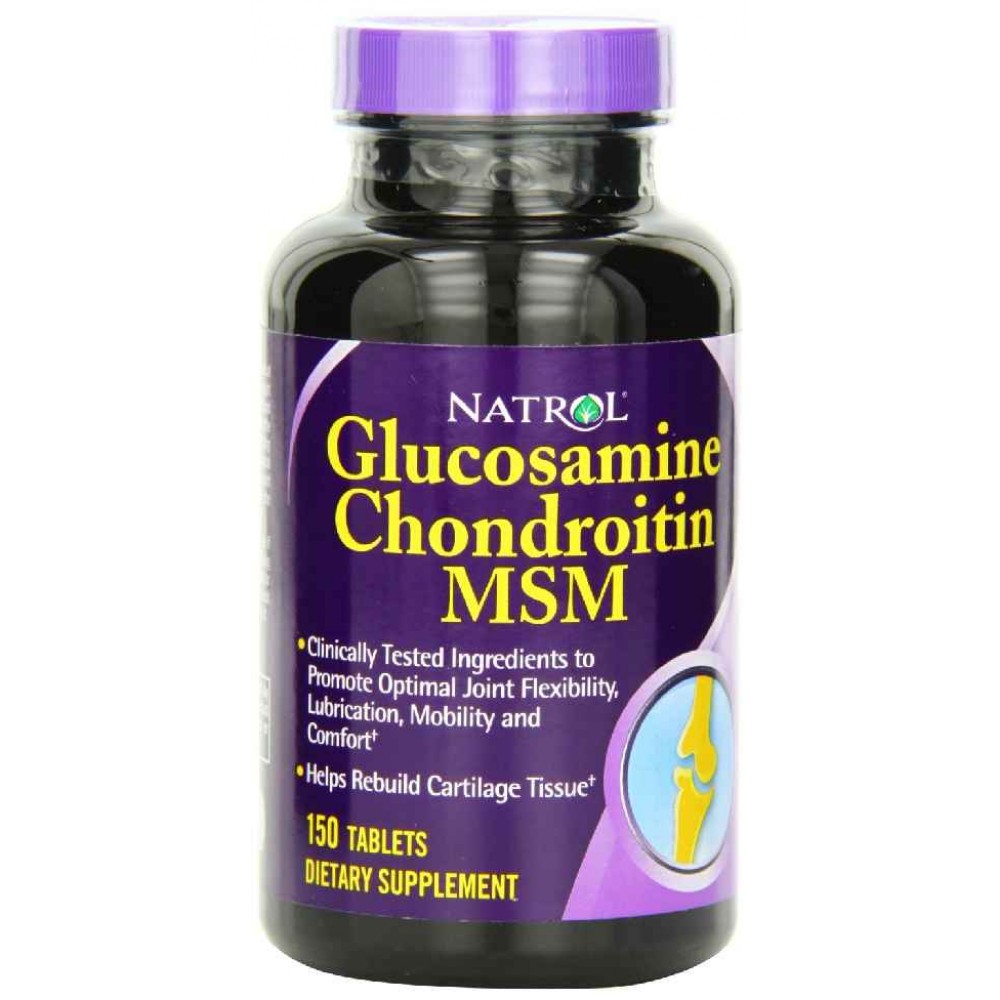 NATROL®
Glucosamine
Chondroitin
MSM
•Clinically Tested Ingredients to
Promote Optimal Joint Flexibility,
Lubrication, Mobility and
Comfort†
•Helps Rebuild Cartilage Tissue†
150 TABLETS
DIETARY SUPPLEMENT